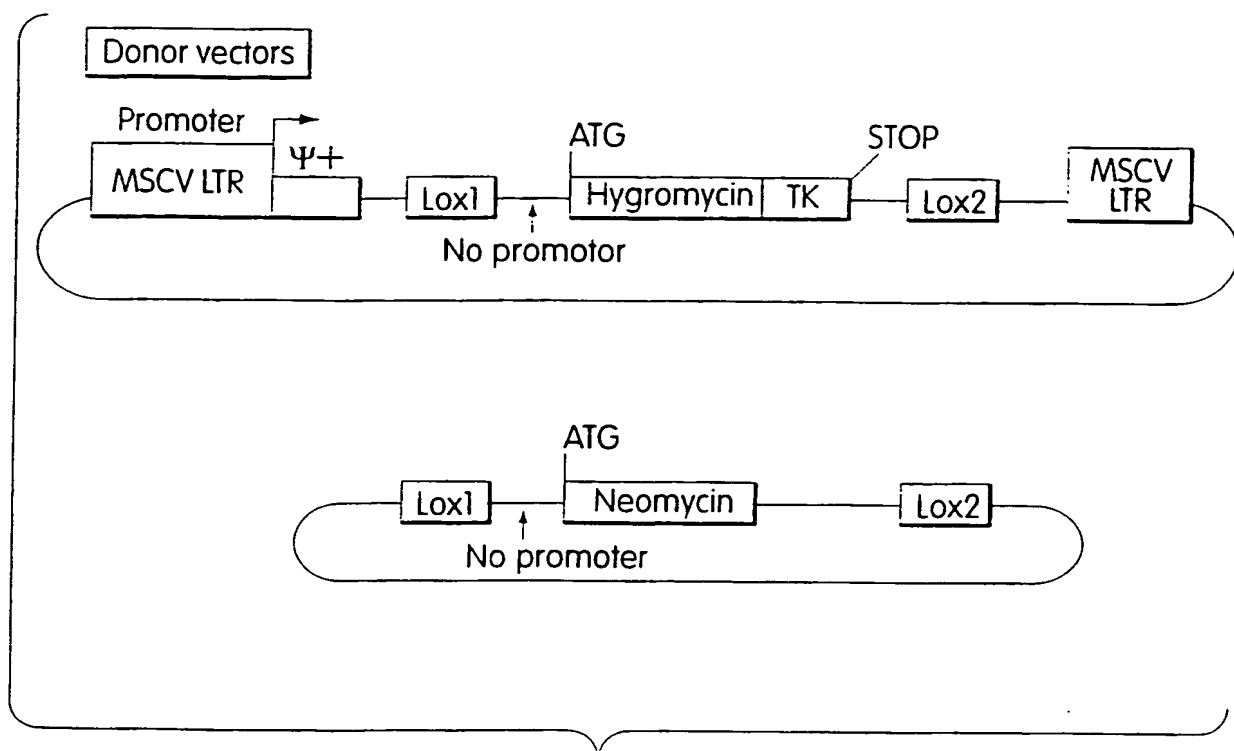 Donor vectors
Promoter
Ψ+
MSCV LTR
Lox1
No promotor
ATG
Hygromycin
TK
STOP
Lox2
MSCV
LTR
Lox1
No promoter
ATG
Neomycin
Lox2